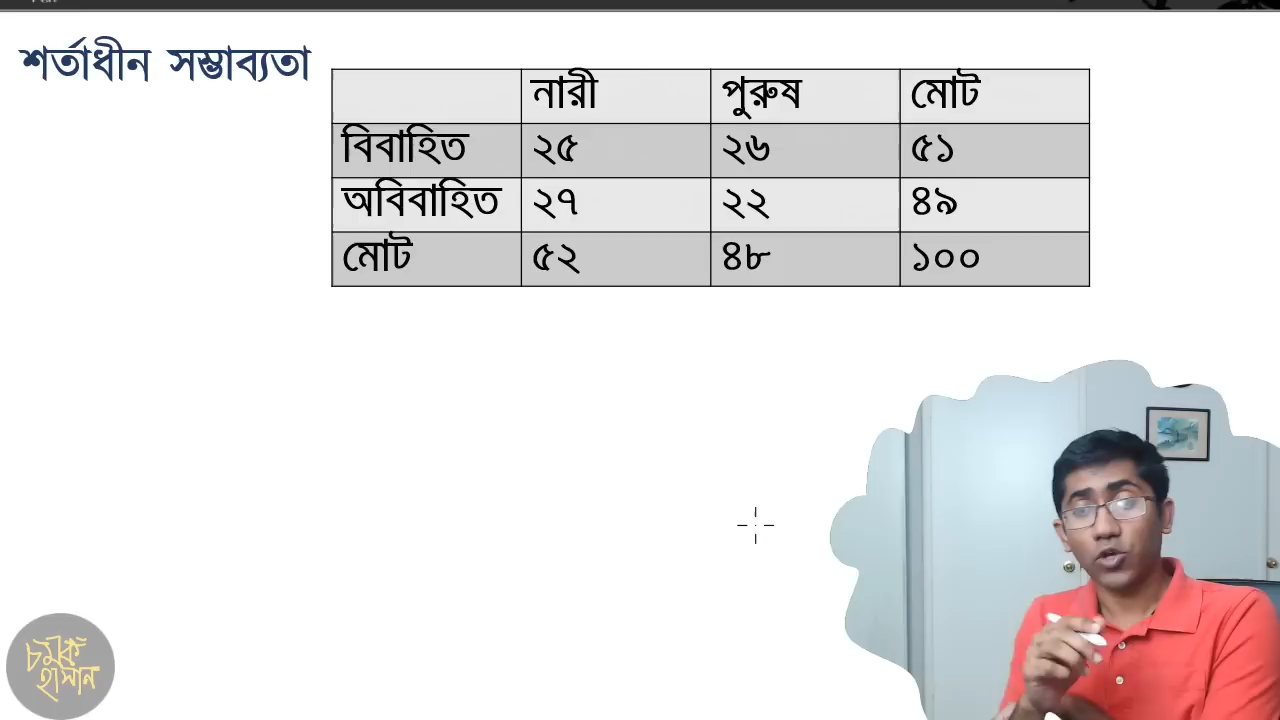 শর্তাধীন সম্ভাব্যতা
নারী পুরুষ মোট
বিবাহিত ২৫ ২৬ ৫১
অবিবাহিত ২৭ ২২ ৪৯
মোট ৫২ ৪৮ ১০০
চমক
হাসান